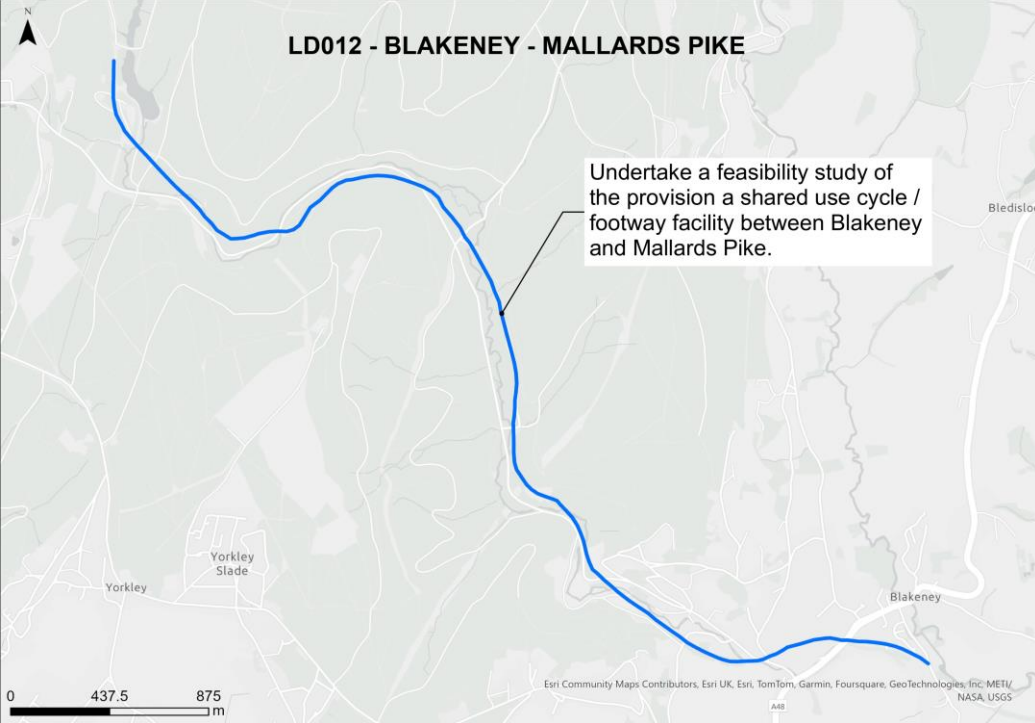 N
LD012 - BLAKENEY - MALLARDS PIKE
Undertake a feasibility study of
the provision a shared use cycle /
footway facility between Blakeney
and Mallards Pike.
Bledislo
Yorkley
Slade
Yorkley
Blakeney
0 437.5 875
m
Esri Community Maps Contributors, Esri UK, Esri, TomTom, Garmin, Foursquare, GeoTechnologies, Inc, METI/
NASA, USGS
A48